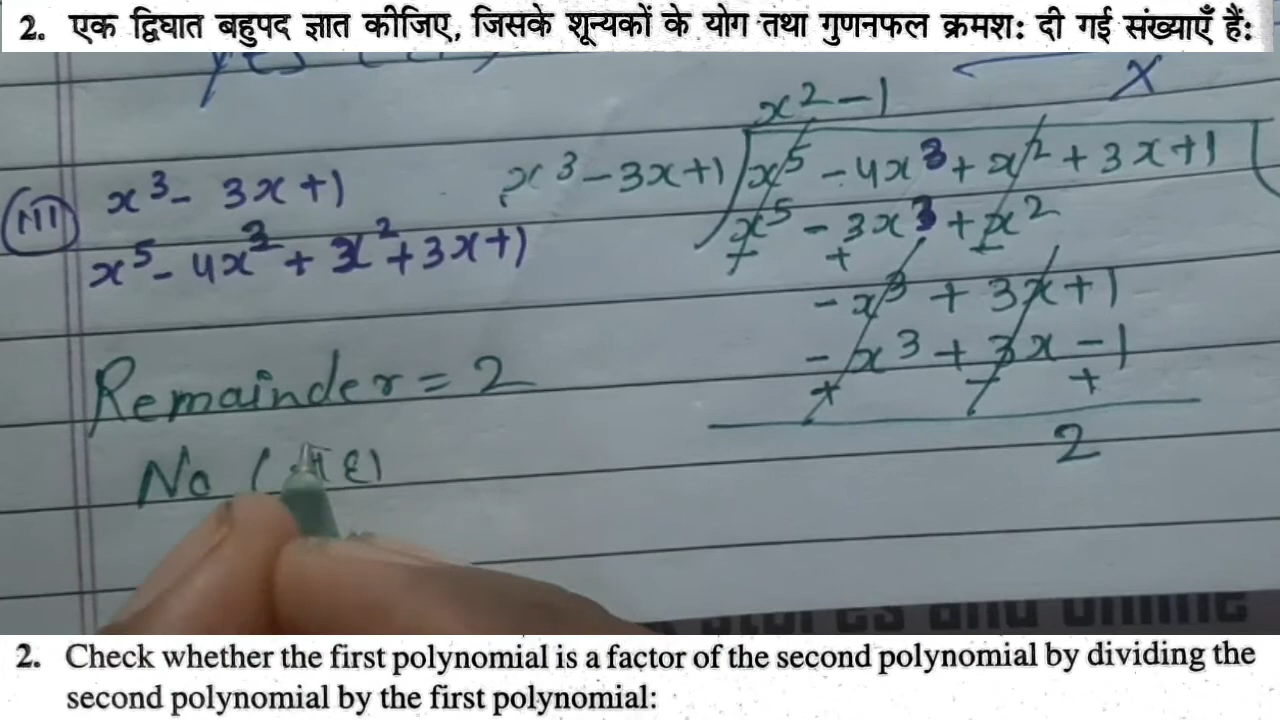 2. एक द्विघात बहुपद ज्ञात कीजिए, जिसके शून्यकों के योग तथा गुणनफल क्रमश: दी गई संख्याएँ हैं:
x² - 1
(III) x³ - 3x + 1
x³ - 3x + 1 ) x⁵ - 4x³ + x² + 3x + 1
x⁵ - 4x³ + x² + 3x + 1
x⁵ - 3x³ + x²
- + -
- x³ + 3x + 1
- x³ + 3x - 1
+ - +
Remainder = 2
2
No (
2. Check whether the first polynomial is a factor of the second polynomial by dividing the
second polynomial by the first polynomial: